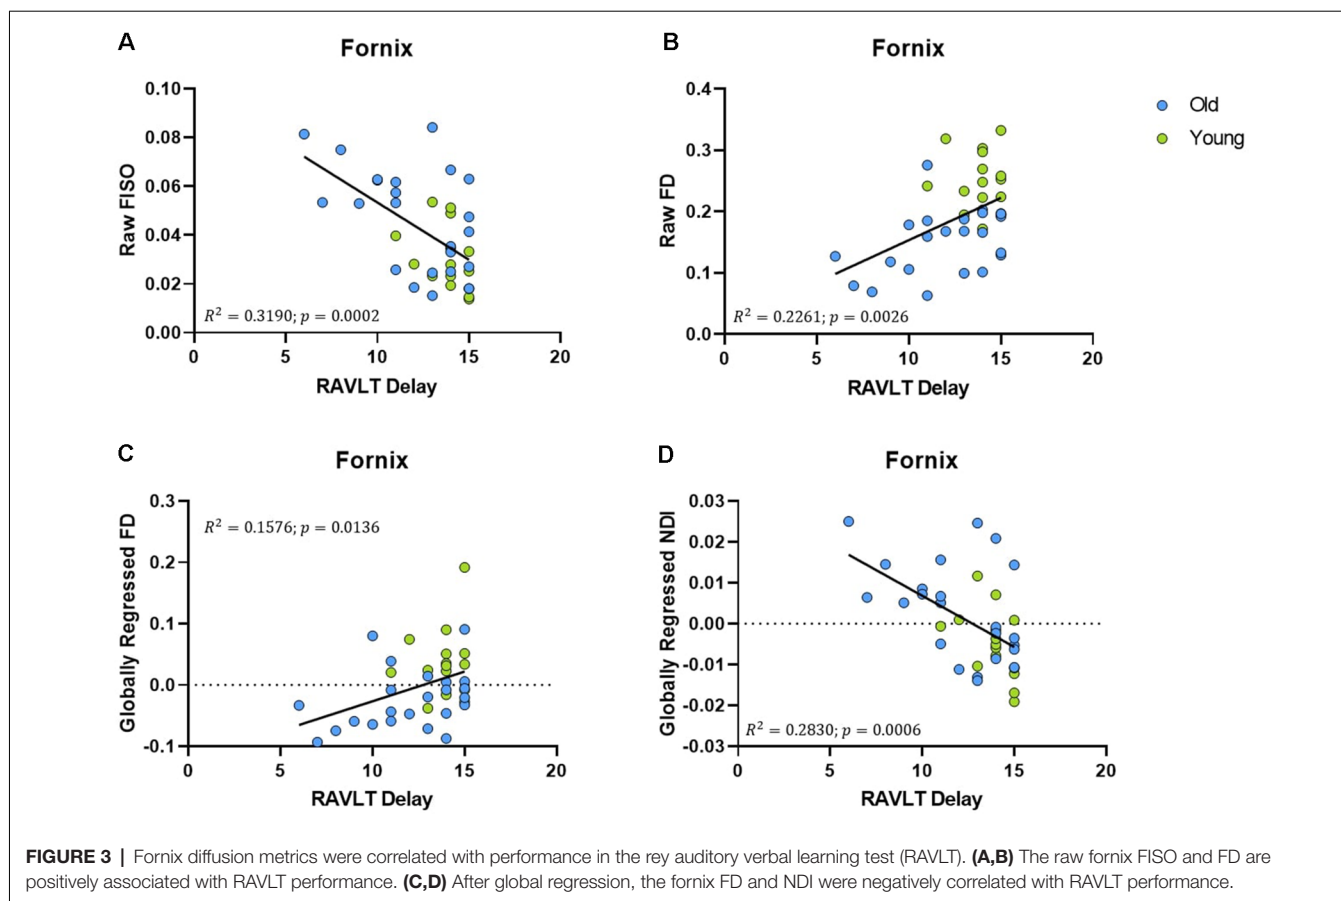 A
Fornix
0.10
0.08
0.06
0.04
0.02
0.00
Raw FISO
R² = 0.3190; p = 0.0002
0 5 10 15 20
RAVLT Delay
B
Fornix
0.4
0.3
0.2
0.1
0.0
Raw FD
R² = 0.2261; p = 0.0026
0 5 10 15 20
RAVLT Delay
Old
Young
C
Fornix
0.3
0.2
0.1
0.0
-0.1
Globally Regressed FD
R² = 0.1576; p = 0.0136
0 5 10 15 20
RAVLT Delay
D
Fornix
0.03
0.02
0.01
0.00
-0.01
-0.02
-0.03
Globally Regressed NDI
R² = 0.2830; p = 0.0006
0 5 10 15 20
RAVLT Delay
FIGURE 3 | Fornix diffusion metrics were correlated with performance in the rey auditory verbal learning test (RAVLT). (A,B) The raw fornix FISO and FD are
positively associated with RAVLT performance. (C,D) After global regression, the fornix FD and NDI were negatively correlated with RAVLT performance.